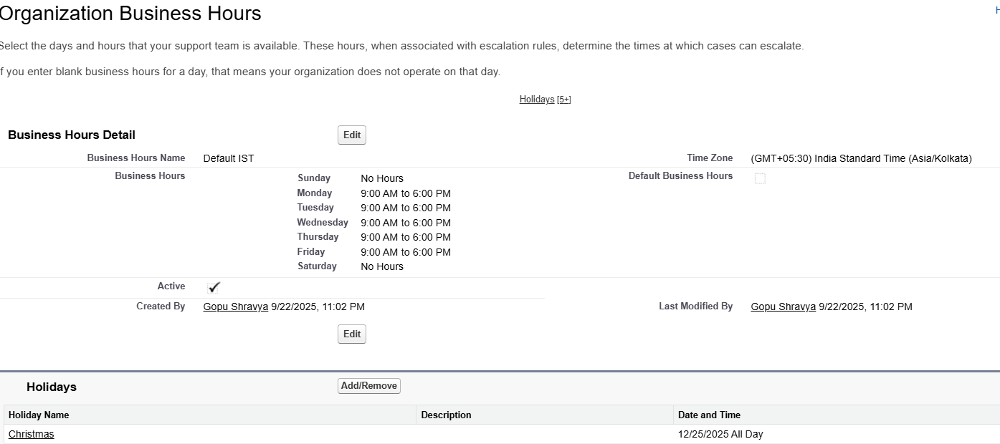 Organization Business Hours
Select the days and hours that your support team is available. These hours, when associated with escalation rules, determine the times at which cases can escalate.
If you enter blank business hours for a day, that means your organization does not operate on that day.
Holidays [5+]
Business Hours Detail Edit
Business Hours Name Default IST Time Zone (GMT+05:30) India Standard Time (Asia/Kolkata)
Business Hours Default Business Hours
Sunday No Hours
Monday 9:00 AM to 6:00 PM
Tuesday 9:00 AM to 6:00 PM
Wednesday 9:00 AM to 6:00 PM
Thursday 9:00 AM to 6:00 PM
Friday 9:00 AM to 6:00 PM
Saturday No Hours
Active
Created By Gopu Shravya 9/22/2025, 11:02 PM Last Modified By Gopu Shravya 9/22/2025, 11:02 PM
Edit
Holidays Add/Remove
Holiday Name Description Date and Time
Christmas 12/25/2025 All Day